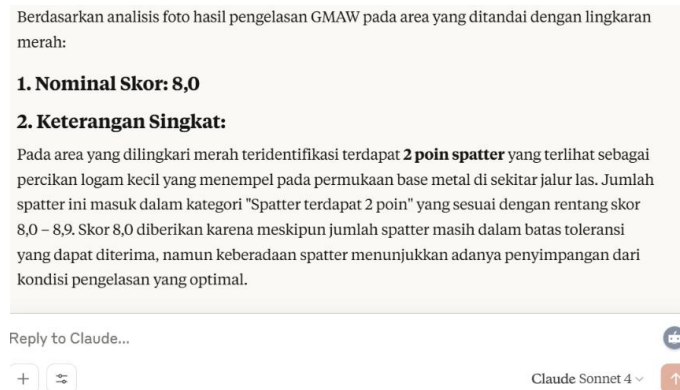 Berdasarkan analisis foto hasil pengelasan GMAW pada area yang ditandai dengan lingkaran
merah:
1. Nominal Skor: 8,0
2. Keterangan Singkat:
Pada area yang dilingkari merah teridentifikasi terdapat 2 poin spatter yang terlihat sebagai
percikan logam kecil yang menempel pada permukaan base metal di sekitar jalur las. Jumlah
spatter ini masuk dalam kategori "Spatter terdapat 2 poin" yang sesuai dengan rentang skor
8,0 – 8,9. Skor 8,0 diberikan karena meskipun jumlah spatter masih dalam batas toleransi
yang dapat diterima, namun keberadaan spatter menunjukkan adanya penyimpangan dari
kondisi pengelasan yang optimal.
Reply to Claude...
Claude Sonnet 4